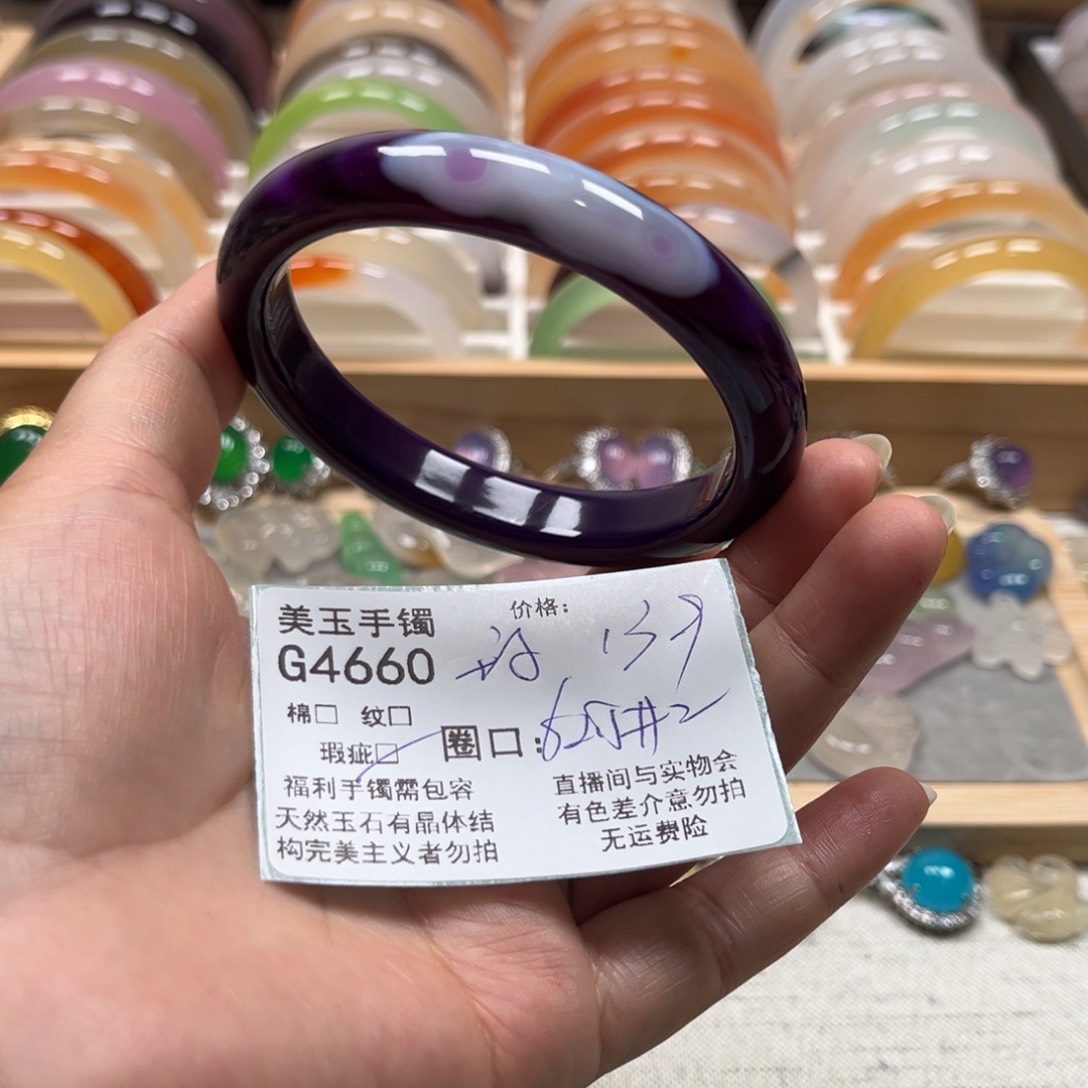 美玉手镯
价格: 139
G4660
棉□ 纹□
瑕疵□
圈口:
福利手镯需包容
天然玉石有晶体结
构完美主义者勿拍
直播间与实物会
有色差介意勿拍
无运费险